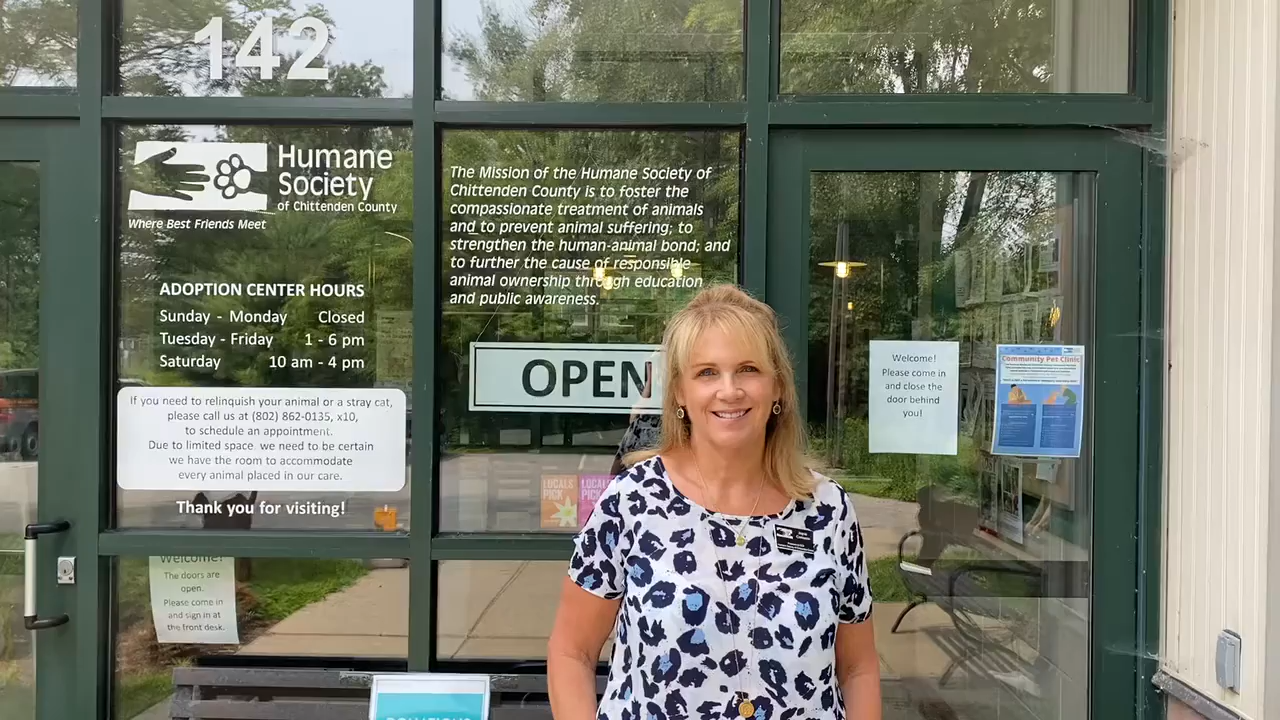 142
Humane
Society
of Chittenden County
Where Best Friends Meet
ADOPTION CENTER HOURS
Sunday - Monday Closed
Tuesday - Friday 1 - 6 pm
Saturday 10 am - 4 pm
If you need to relinquish your animal, or a stray cat,
please call us at (802) 862-0135 x10
to schedule an appointment.
Due to limited space we need to be certain
we have the room to accommodate
every animal placed in our care.
Thank you for visiting!
Welcome!
The doors are
open.
Please come in
and sign in at
the front desk.
The Mission of the Humane Society of
Chittenden County is to foster the
compassionate treatment of animals
and to prevent animal suffering; to
strengthen the human-animal bond; and
to further the cause of responsible
animal ownership through education
and public awareness.
OPEN
LOCALS
PICK
LOCALS
PICK
Welcome!
Please come in
and close the
door behind
you!
Community Pet Clinic
DONATIONS